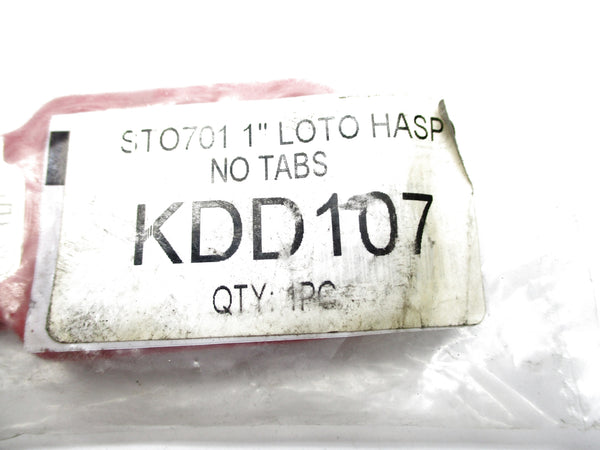 STO701 1" LOTO HASP
NO TABS
KDD107
QTY: 1PC